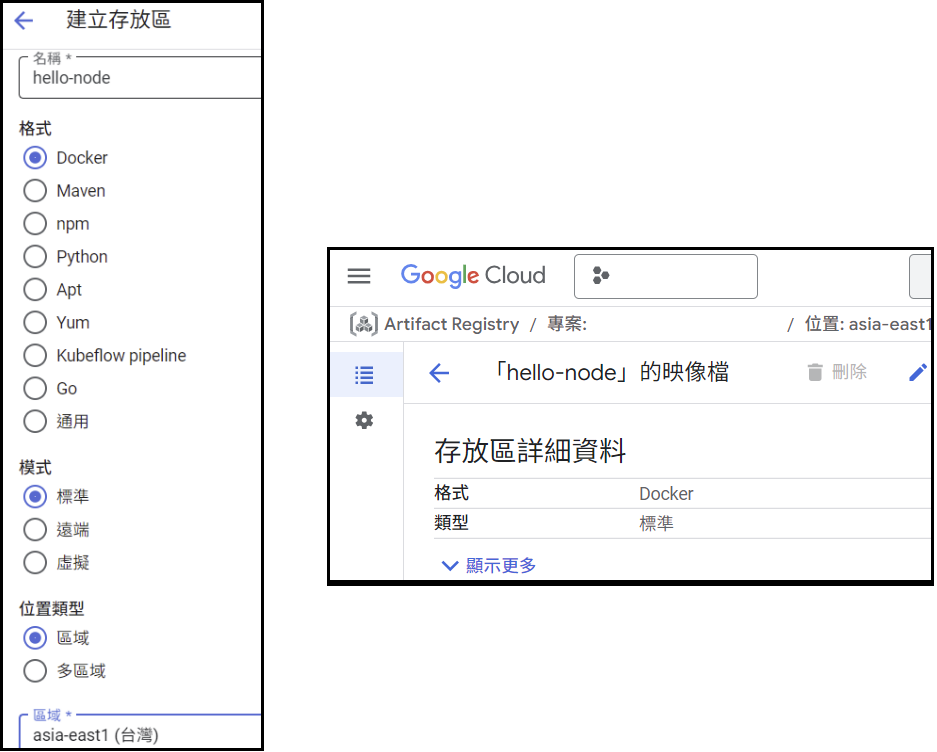 建立存放區
名稱 *
hello-node
格式
Docker
Maven
npm
Python
Apt
Yum
Kubeflow pipeline
Go
通用
模式
標準
遠端
虛擬
位置類型
區域
多區域
區域 *
asia-east1 (台灣)
Google Cloud
Artifact Registry / 專案: / 位置: asia-east1
「hello-node」的映像檔 刪除
存放區詳細資料
格式 Docker
類型 標準
顯示更多